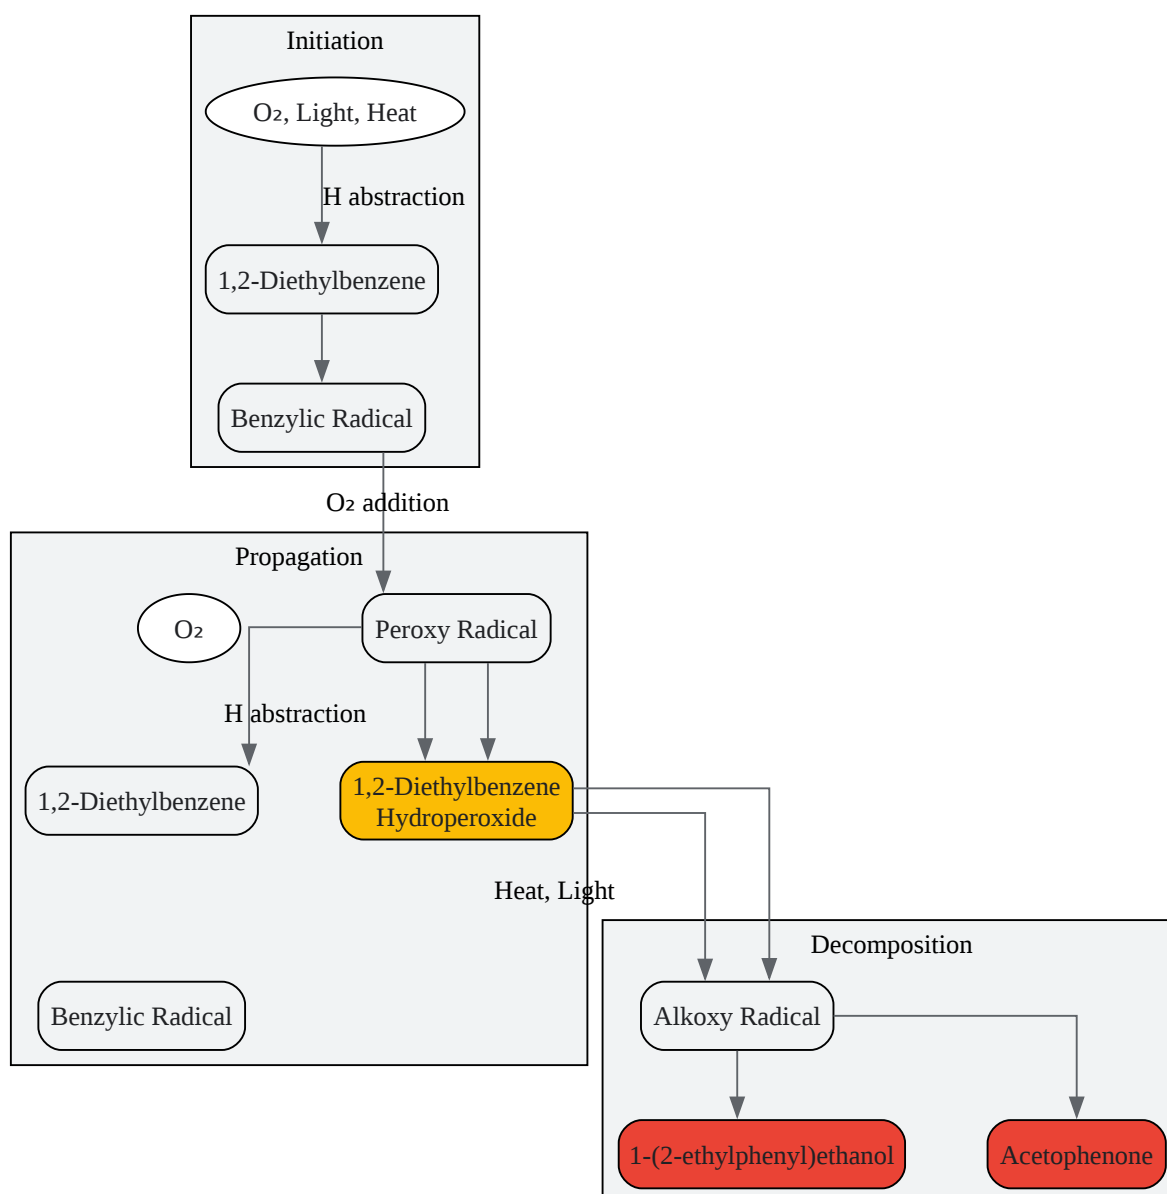 Initiation
O₂, Light, Heat
H abstraction
1,2-Diethylbenzene
Benzylic Radical
O₂ addition
Propagation
O₂
Peroxy Radical
H abstraction
1,2-Diethylbenzene
1,2-Diethylbenzene
Hydroperoxide
Heat, Light
Decomposition
Benzylic Radical
Alkoxy Radical
1-(2-ethylphenyl)ethanol
Acetophenone